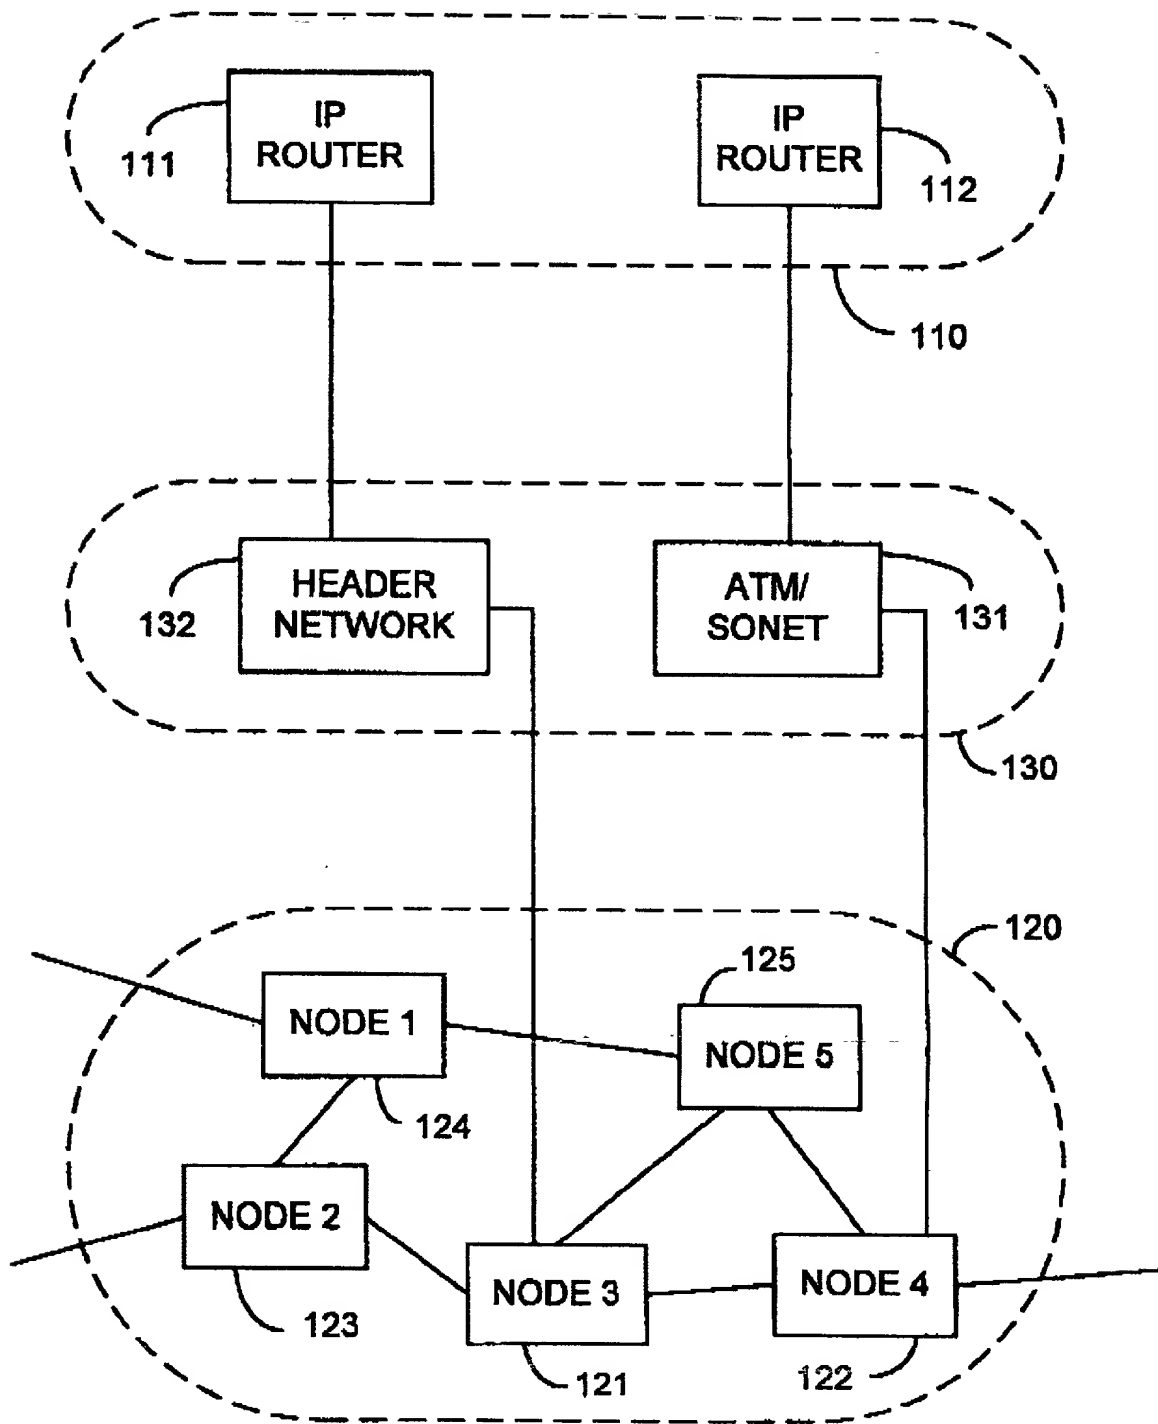 IP
ROUTER
111
IP
ROUTER
112
110
HEADER
NETWORK
132
ATM/
SONET
131
130
120
125
NODE 1
NODE 5
124
NODE 2
NODE 3
NODE 4
123
121
122